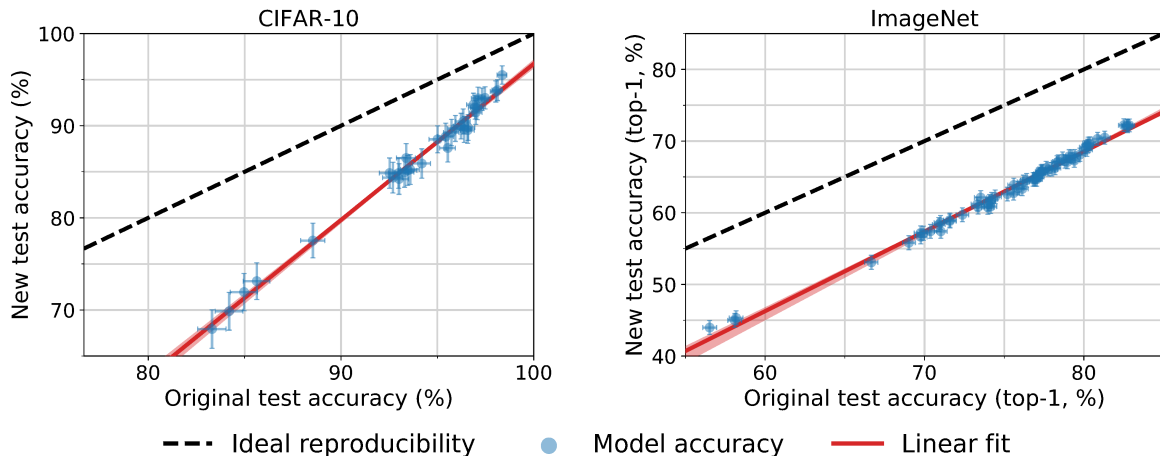 CIFAR-10
New test accuracy (%)
100
90
80
70
80
90
100
Original test accuracy (%)
ImageNet
New test accuracy (top-1, %)
80
70
60
50
40
60
70
80
Original test accuracy (top-1, %)
Ideal reproducibility
Model accuracy
Linear fit